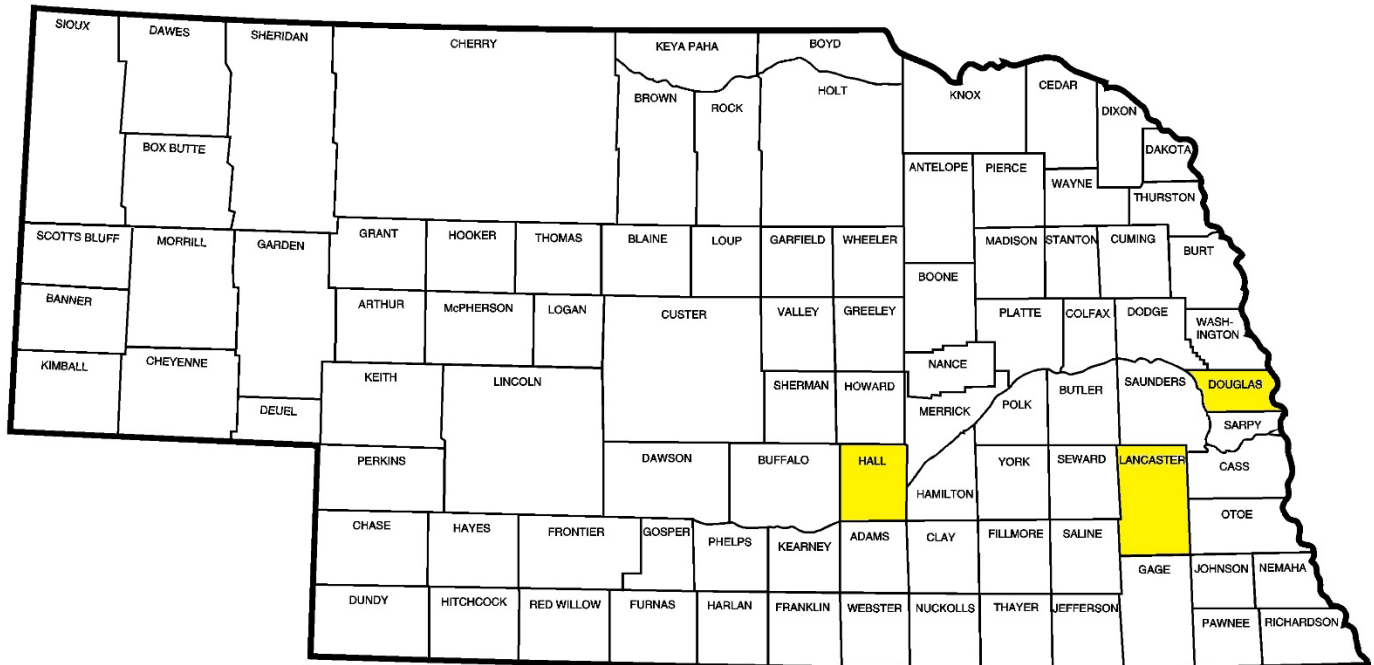 SIOUX
DAWES
SHERIDAN
CHERRY
KEYA PAHA
BOYD
BROWN
ROCK
HOLT
KNOX
CEDAR
DIXON
DAKOTA
BOX BUTTE
ANTELOPE
PIERCE
WAYNE
THURSTON
SCOTTS BLUFF
MORRILL
GARDEN
GRANT
HOOKER
THOMAS
BLAINE
LOUP
GARFIELD
WHEELER
MADISON
STANTON
CUMING
BURT
BOONE
BANNER
ARTHUR
McPHERSON
LOGAN
CUSTER
VALLEY
GREELEY
PLATTE
COLFAX
DODGE
WASH-
INGTON
KIMBALL
CHEYENNE
DEUEL
KEITH
LINCOLN
SHERMAN
HOWARD
NANCE
MERRICK
POLK
BUTLER
SAUNDERS
DOUGLAS
SARPY
PERKINS
DAWSON
BUFFALO
HALL
HAMILTON
YORK
SEWARD
LANCASTER
CASS
OTOE
CHASE
HAYES
FRONTIER
GOSPER
PHELPS
KEARNEY
ADAMS
CLAY
FILLMORE
SALINE
GAGE
JOHNSON
NEMAHA
DUNDY
HITCHCOCK
RED WILLOW
FURNAS
HARLAN
FRANKLIN
WEBSTER
NUCKOLLS
THAYER
JEFFERSON
PAWNEE
RICHARDSON